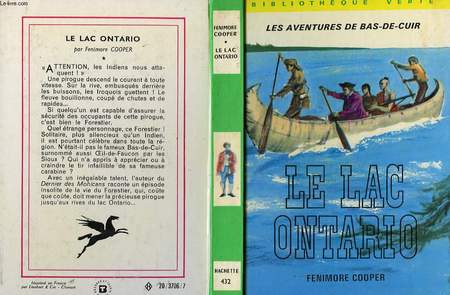 Le-livre.com
LE LAC ONTARIO
par Fenimore COOPER
★
«ATTENTION, les Indiens nous atta-
quent ! »
Une pirogue descend le courant à toute
vitesse. Sur la rive, embusqués derrière
les buissons, les Iroquois guettent ! Le
fleuve bouillonne, coupé de chutes et de
rapides...
Si quelqu'un est capable d'assurer la
sécurité des occupants de cette pirogue,
c'est bien le Forestier.
Quel étrange personnage, ce Forestier !
Solitaire, plus silencieux qu'un Indien,
il est pourtant célèbre dans toute la ré-
gion. N'était-il pas le fameux Bas-de-Cuir,
surnommé aussi Œil-de-Faucon par les
Sioux ? Qui n'a appris à apprécier ou à
craindre le tir infaillible de sa fameuse
carabine ?
Avec un inégalable talent, l'auteur du
Dernier des Mohicans raconte un épisode
insolite de la vie du Forestier, qui, coûte
que coûte, doit mener la précieuse pirogue
jusqu'aux rives du lac Ontario...
Imprimé en France
T
20/3706/7
FENIMORE
COOPER
★
LE LAC
ONTARIO
HACHETTE
432
BIBLIOTHÈQUE VERTE
LES AVENTURES DE BAS-DE-CUIR
LE LAC
ONTARIO
FENIMORE COOPER